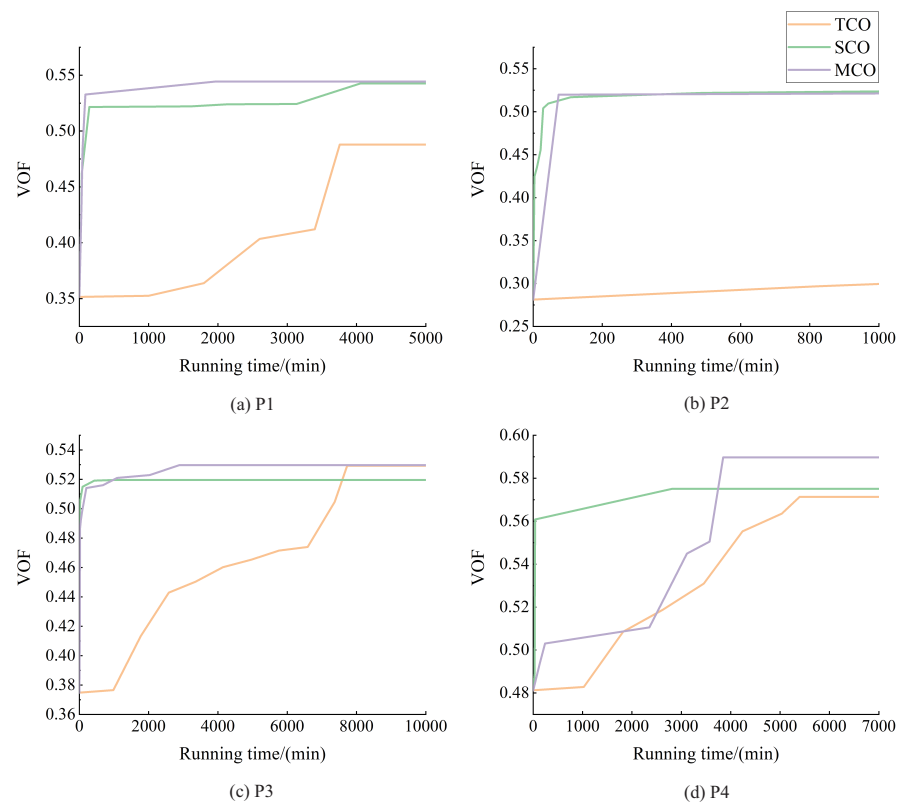 TCO
SCO
MCO
0.55
0.50
0.45
0.40
0.35
VOF
0 1000 2000 3000 4000 5000
Running time/(min)
(a) P1
0.55
0.50
0.45
0.40
0.35
0.30
0.25
VOF
0 200 400 600 800 1000
Running time/(min)
(b) P2
0.54
0.52
0.50
0.48
0.46
0.44
0.42
0.40
0.38
0.36
VOF
0 2000 4000 6000 8000 10000
Running time/(min)
(c) P3
0.60
0.58
0.56
0.54
0.52
0.50
0.48
VOF
0 1000 2000 3000 4000 5000 6000 7000
Running time/(min)
(d) P4